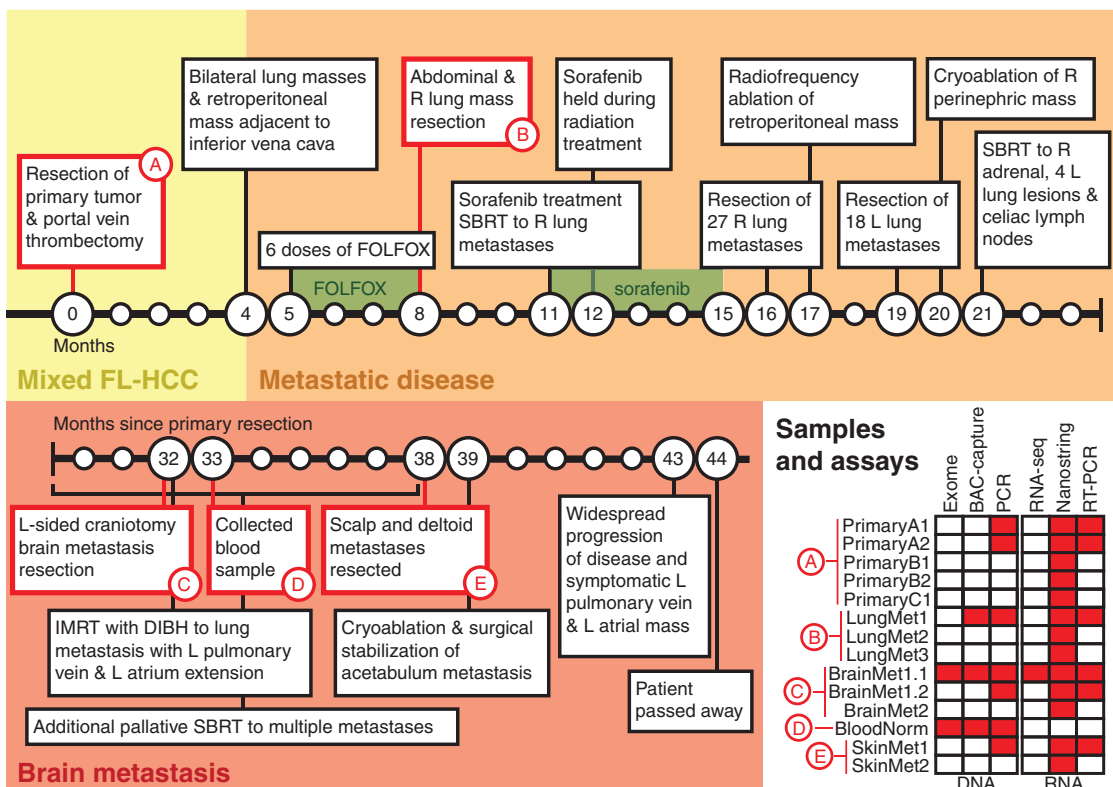 Bilateral lung masses
& retroperitoneal
mass adjacent to
inferior vena cava
Abdominal &
R lung mass
resection
B
Sorafenib
held during
radiation
treatment
Radiofrequency
ablation of
retroperitoneal mass
Cryoablation of R
perinephric mass
A
Resection of
primary tumor
& portal vein
thrombectomy
6 doses of FOLFOX
Sorafenib treatment
SBRT to R lung
metastases
Resection of
27 R lung
metastases
Resection of
18 L lung
metastases
SBRT to R
adrenal, 4 L
lung lesions &
celiac lymph
nodes
FOLFOX
sorafenib
0 4 5 8 11 12 15 16 17 19 20 21
Months
Mixed FL-HCC
Metastatic disease
Months since primary resection
32 33 38 39 43 44
L-sided craniotomy
brain metastasis
resection
C
Collected
blood
sample
D
Scalp and deltoid
metastases
resected
E
Widespread
progression
of disease and
symptomatic L
pulmonary vein
& L atrial mass
IMRT with DIBH to lung
metastasis with L pulmonary
vein & L atrium extension
Cryoablation & surgical
stabilization of
acetabulum metastasis
Patient
passed away
Additional pallative SBRT to multiple metastases
Brain metastasis
Samples
and assays
Exome
BAC-capture
PCR
RNA-seq
Nanostring
RT-PCR
A
PrimaryA1
PrimaryA2
PrimaryB1
PrimaryB2
PrimaryC1
B
LungMet1
LungMet2
LungMet3
C
BrainMet1.1
BrainMet1.2
BrainMet2
D
BloodNorm
E
SkinMet1
SkinMet2
DNA
RNA